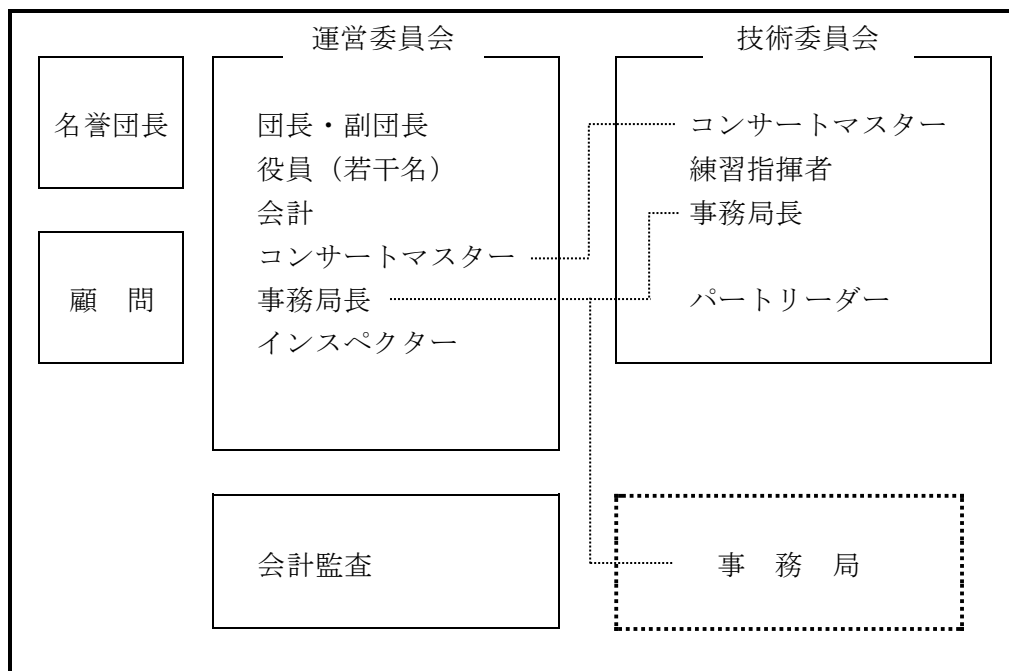 運営委員会
技術委員会
名誉団長
顧　問
団長・副団長
役員（若干名）
会計
コンサートマスター
事務局長
インスペクター
コンサートマスター
練習指揮者
事務局長
パートリーダー
会計監査
事　務　局